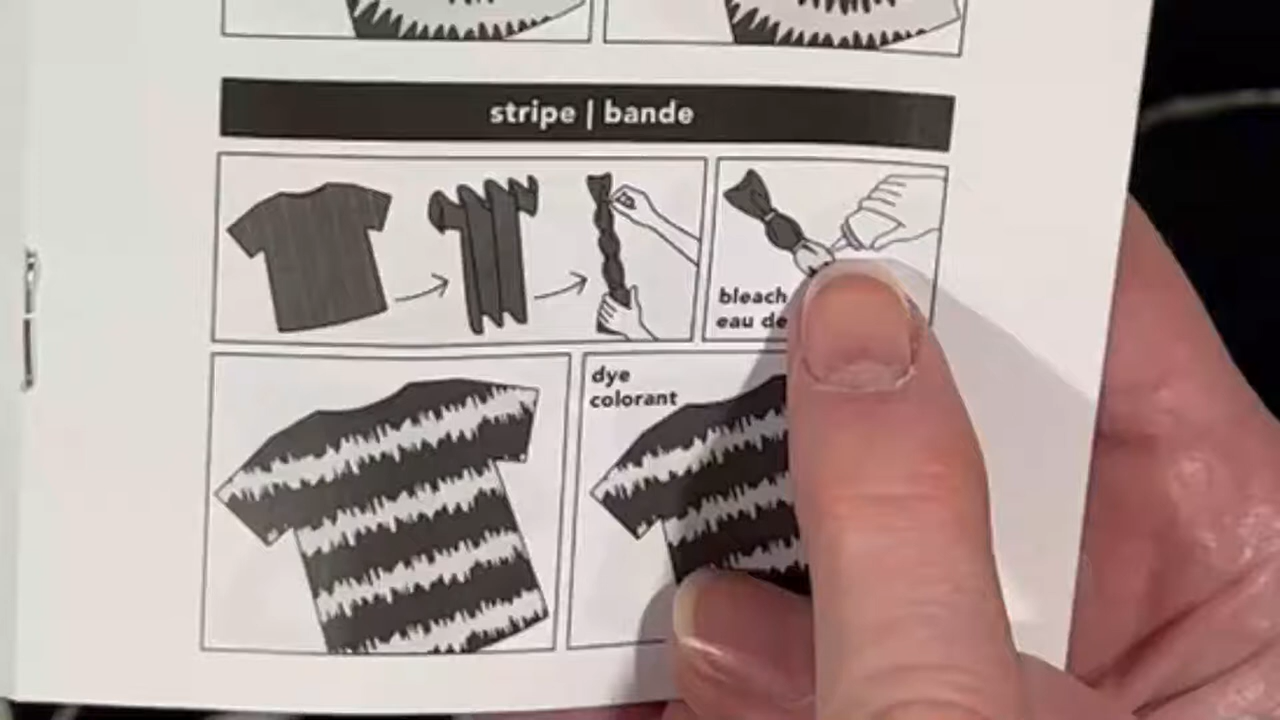 stripe | bande
bleach
eau de
dye
colorant